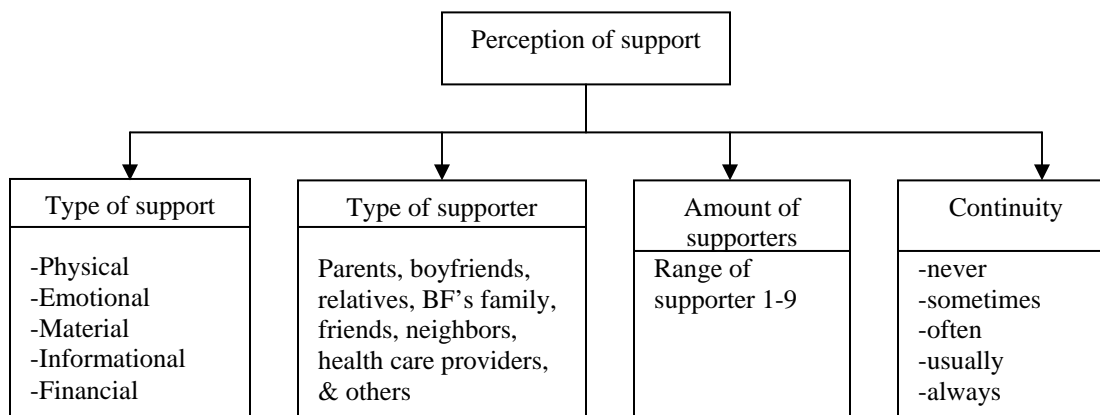 Perception of support
Type of support
-Physical
-Emotional
-Material
-Informational
-Financial
Type of supporter
Parents, boyfriends,
relatives, BF’s family,
friends, neighbors,
health care providers,
& others
Amount of
supporters
Range of
supporter 1-9
Continuity
-never
-sometimes
-often
-usually
-always